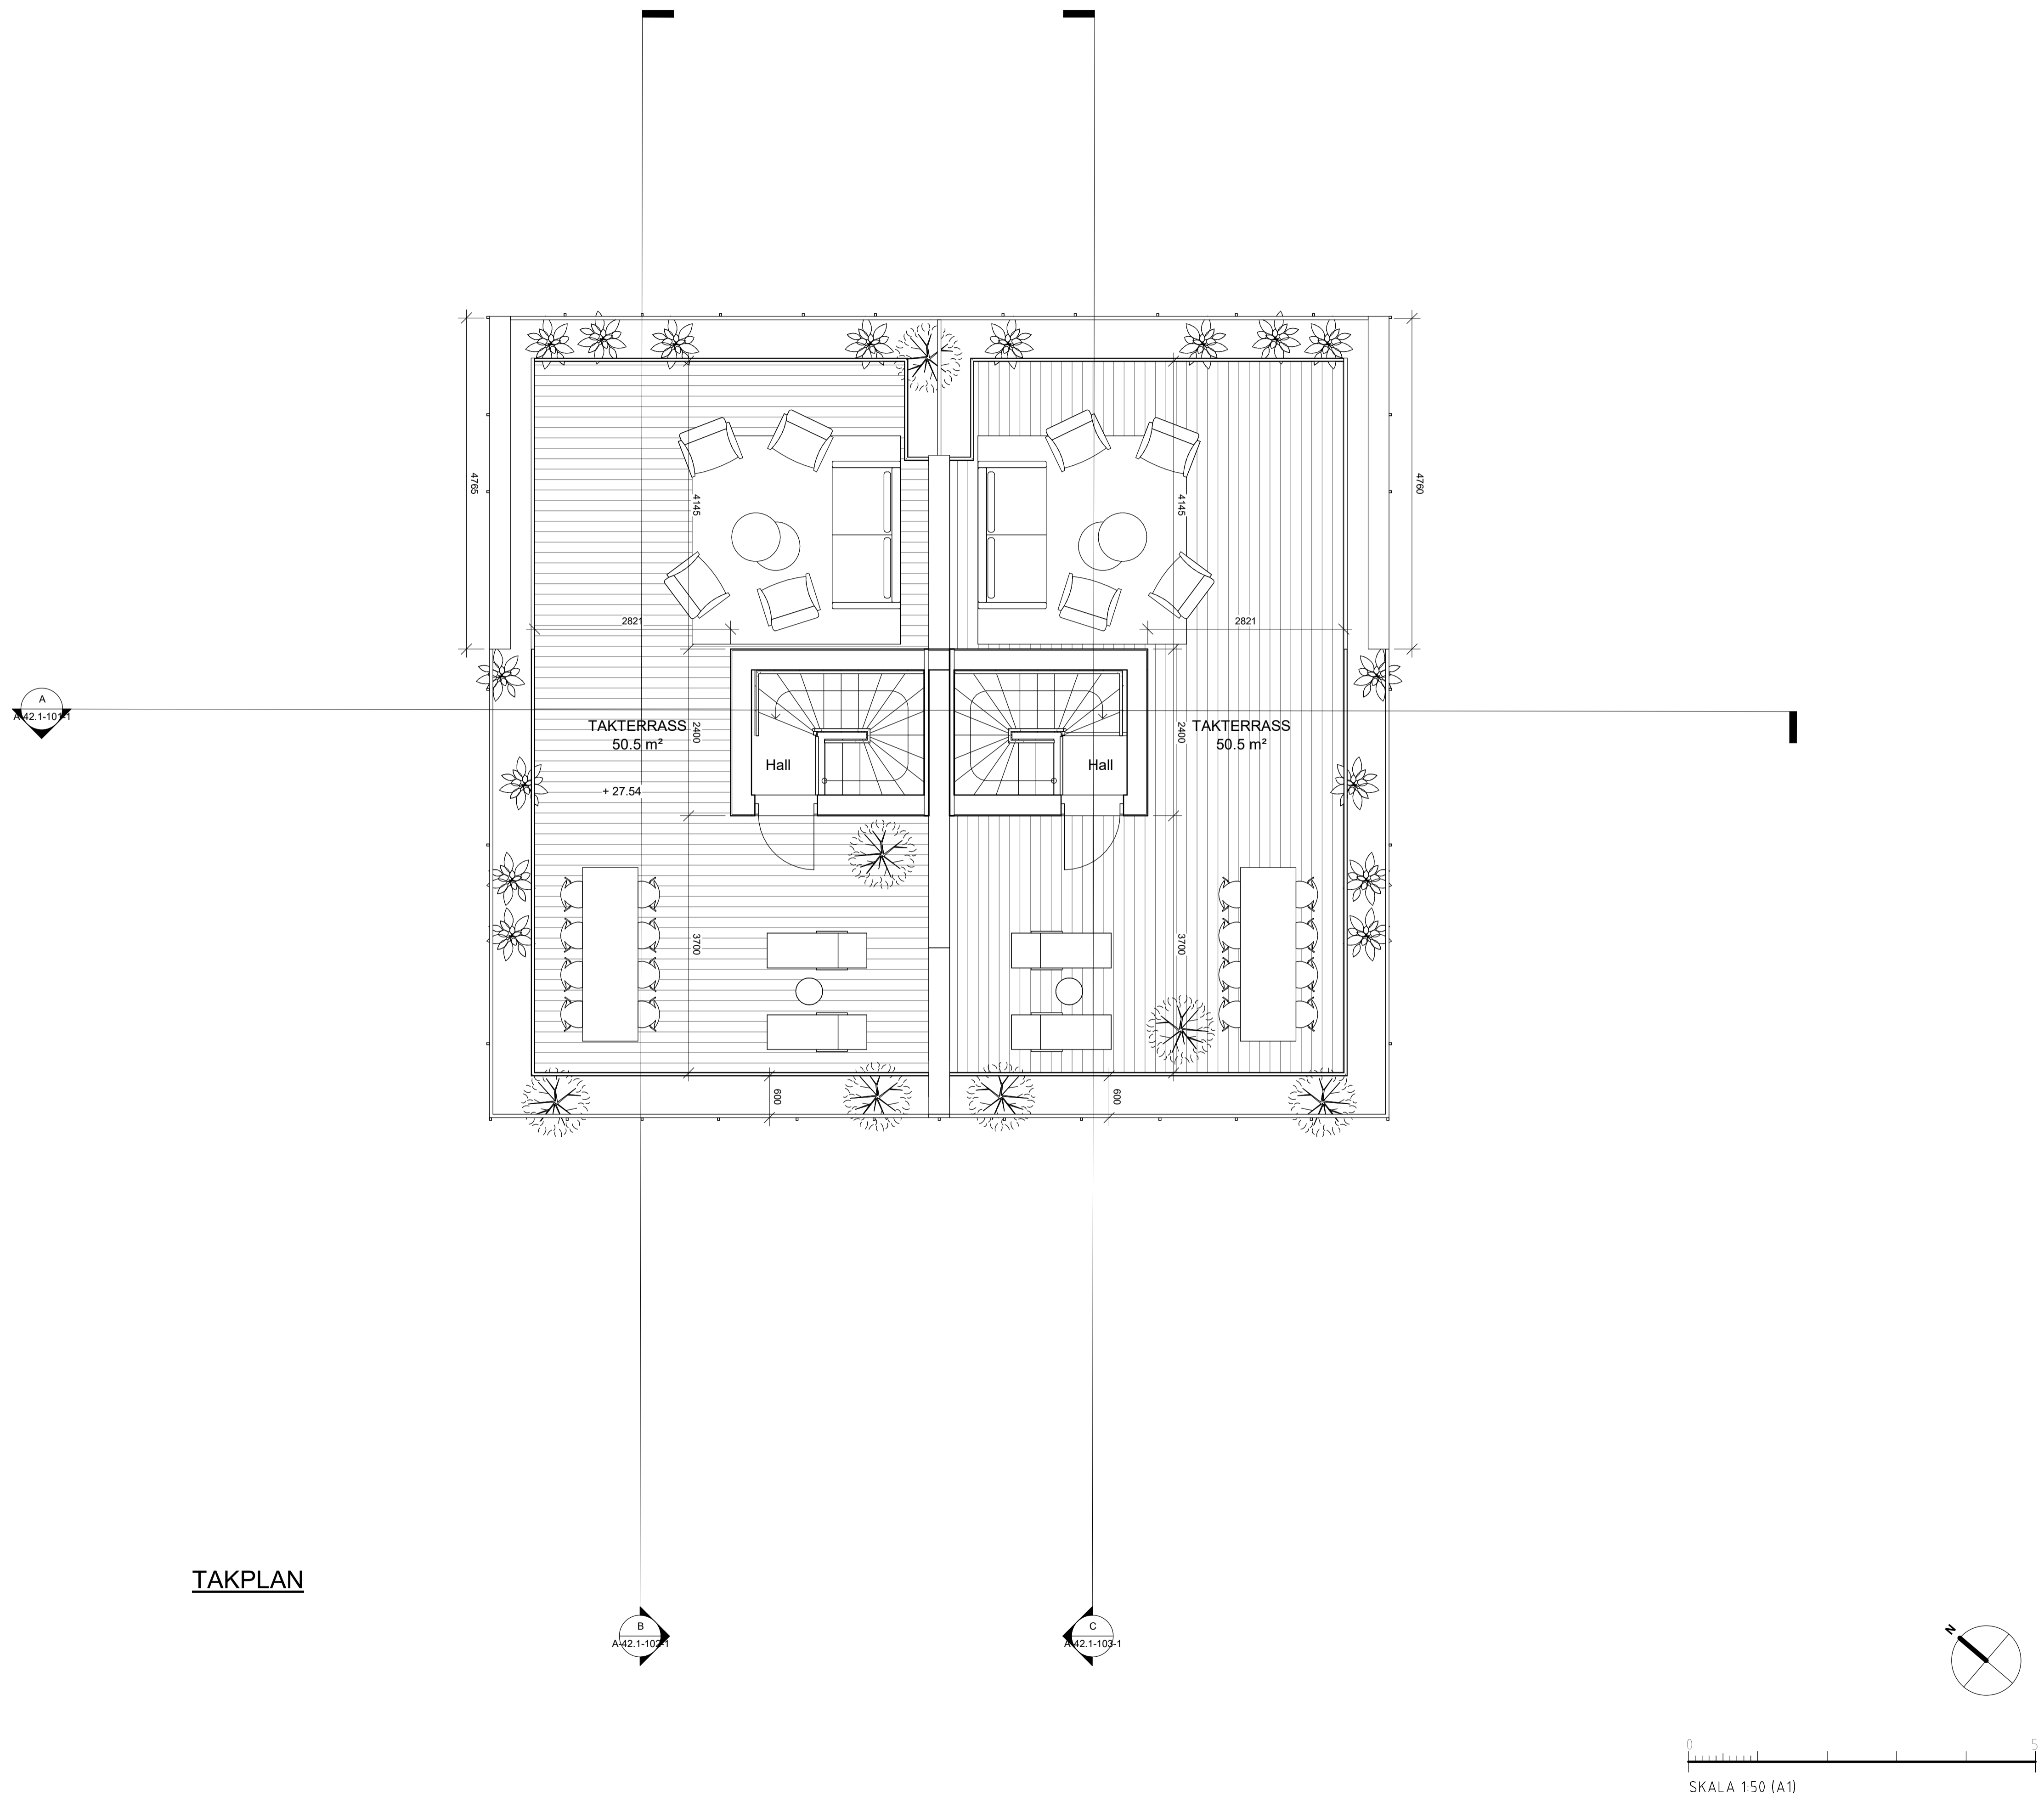 4765
4145
4145
4760
2821
2821
A
A-42.1-101-1
TAKTERRASS
50.5 m²
2400
2400
TAKTERRASS
50.5 m²
Hall
Hall
+ 27.54
3700
3700
600
600
TAKPLAN
B
A-42.1-102-1
C
A-42.1-103-1
N
0
5
SKALA 1:50 (A1)